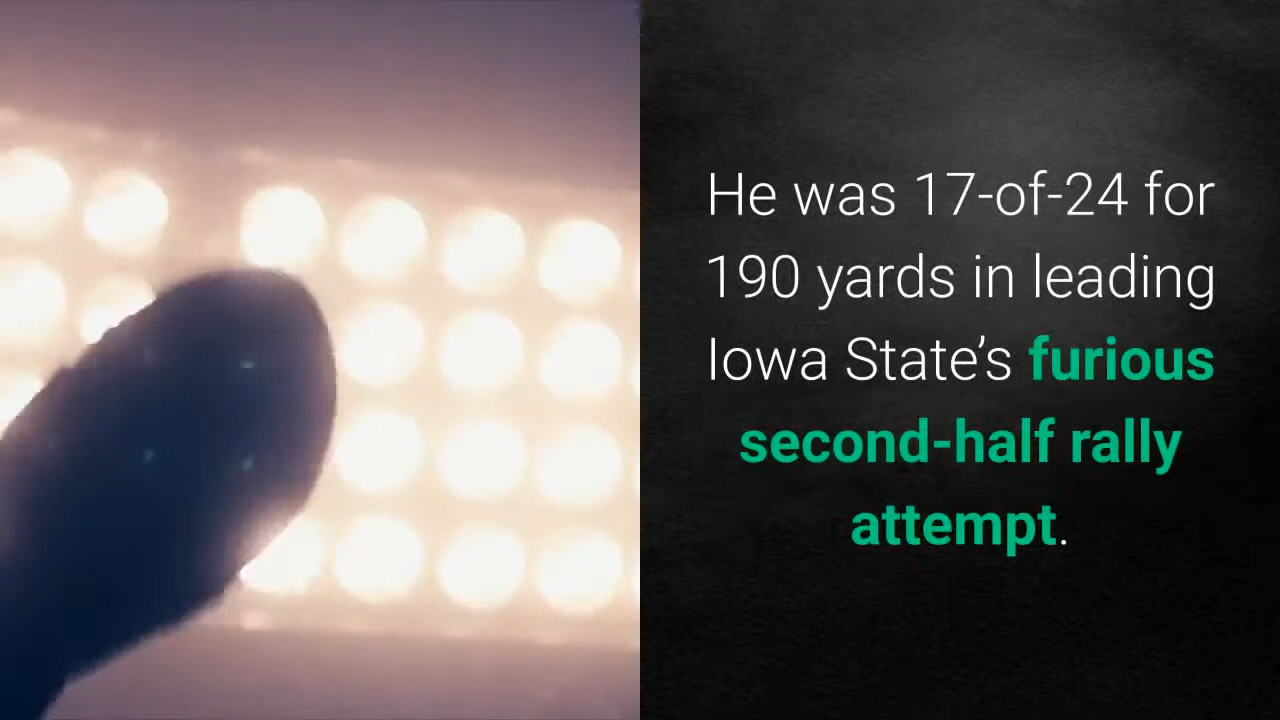 He was 17-of-24 for
190 yards in leading
Iowa State’s furious
second-half rally
attempt.